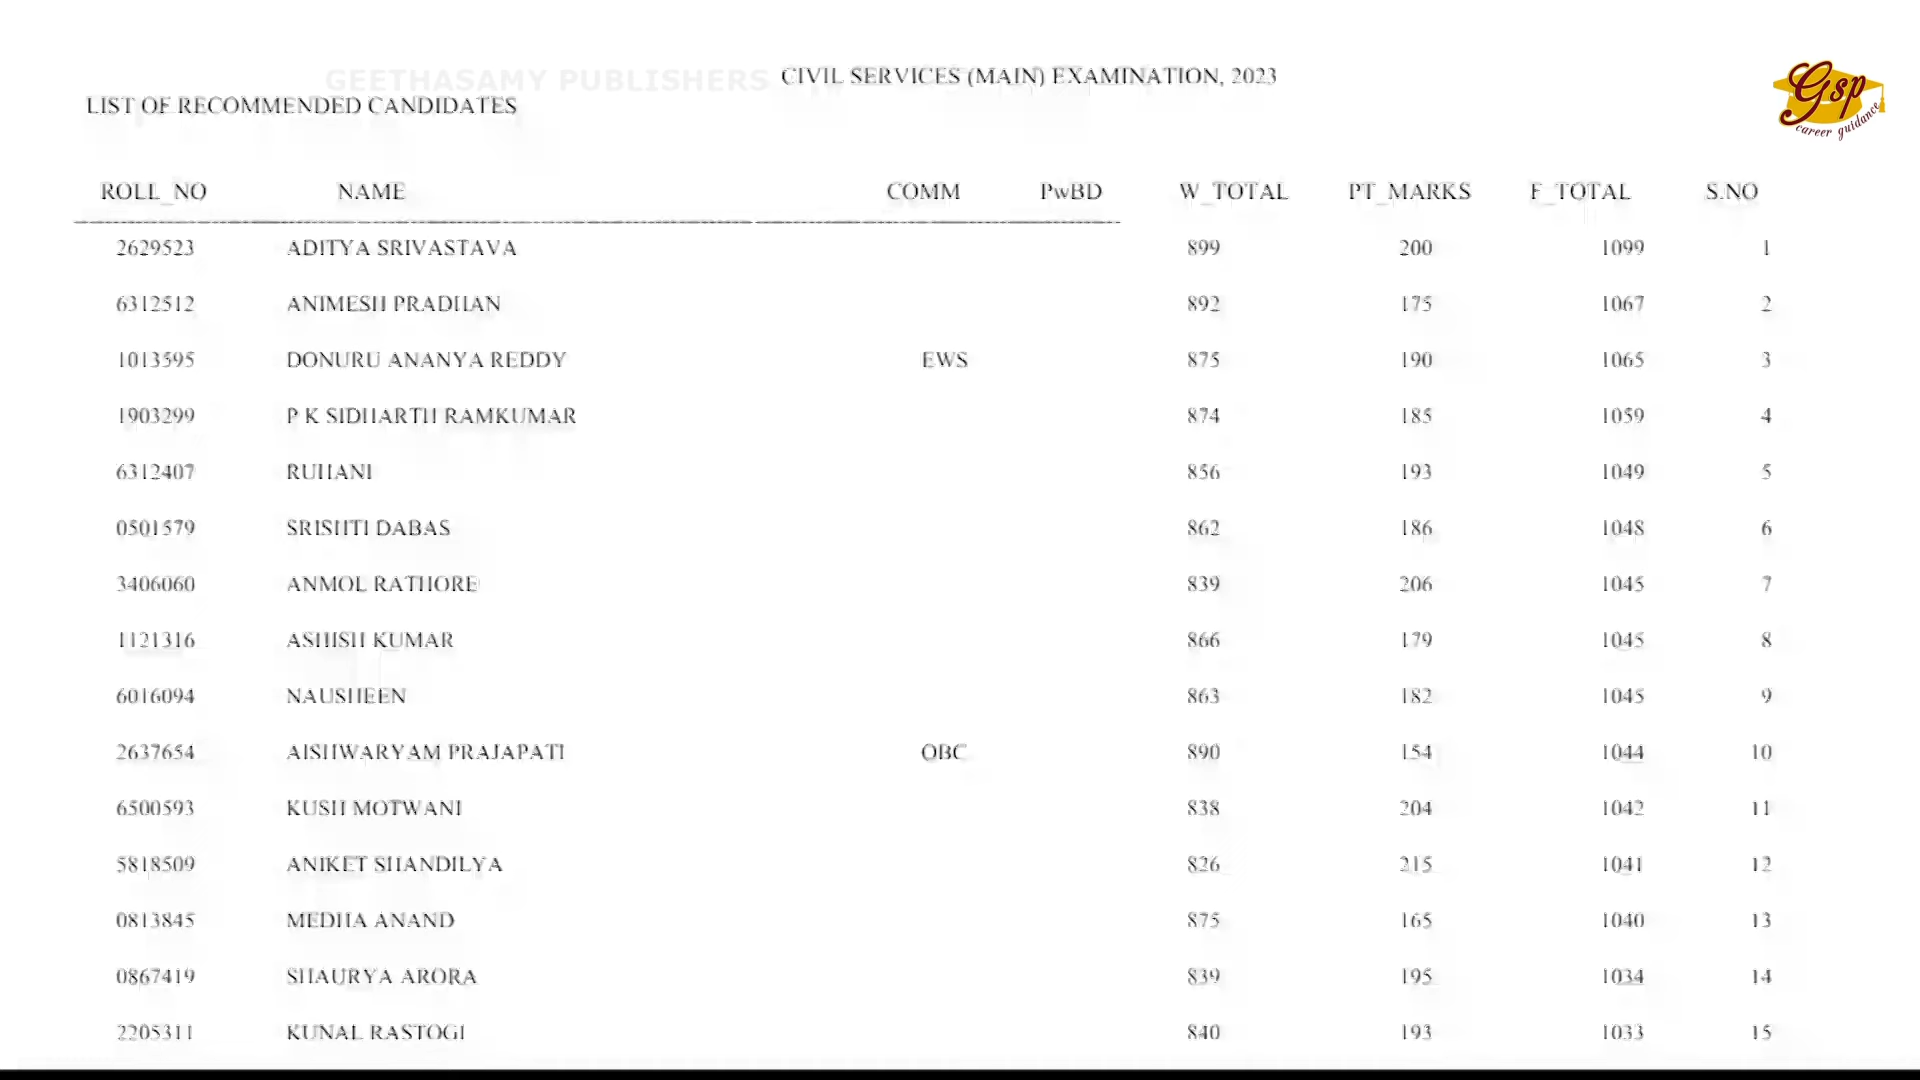 GEETHASAMY PUBLISHERS
CIVIL SERVICES (MAIN) EXAMINATION, 2023
LIST OF RECOMMENDED CANDIDATES
Gsp
career guidance
ROLL_NO NAME COMM PwBD W_TOTAL PT_MARKS F_TOTAL S.NO
2629523 ADITYA SRIVASTAVA 899 200 1099 1
6312512 ANIMESH PRADHAN 892 175 1067 2
1013595 DONURU ANANYA REDDY EWS 875 190 1065 3
1903299 P K SIDHARTH RAMKUMAR 874 185 1059 4
6312407 RUHANI 856 193 1049 5
0501579 SRISHTI DABAS 862 186 1048 6
3406060 ANMOL RATHORE 839 206 1045 7
1121316 ASHISH KUMAR 866 179 1045 8
6016094 NAUSHEEN 863 182 1045 9
2637654 AISHWARYAM PRAJAPATI OBC 890 154 1044 10
6500593 KUSH MOTWANI 838 204 1042 11
5818509 ANIKET SHANDILYA 826 215 1041 12
0813845 MEDHA ANAND 875 165 1040 13
0867419 SHAURYA ARORA 839 195 1034 14
2205311 KUNAL RASTOGI 840 193 1033 15